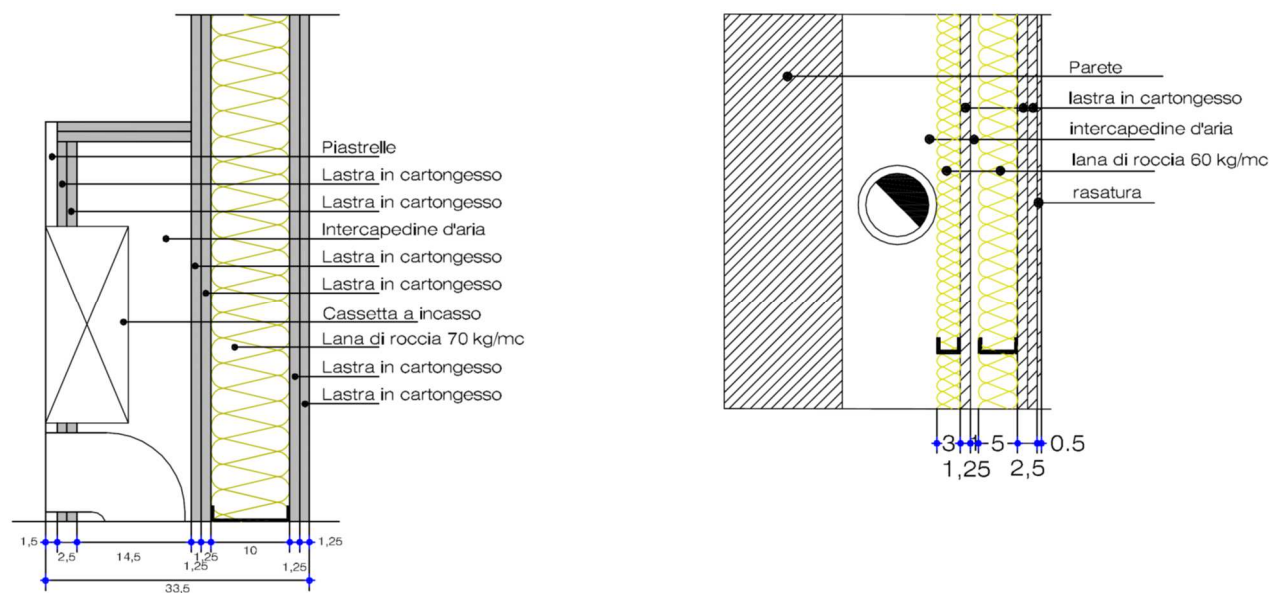 Piastrelle
Lastra in cartongesso
Lastra in cartongesso
Intercapedine d'aria
Lastra in cartongesso
Lastra in cartongesso
Cassetta a incasso
Lana di roccia 70 kg/mc
Lastra in cartongesso
Lastra in cartongesso
1,5
2,5
14,5
1,25
10
1,25
1,25
33,5
Parete
lastra in cartongesso
intercapedine d'aria
lana di roccia 60 kg/mc
rasatura
3
1
5
0.5
1,25
2,5